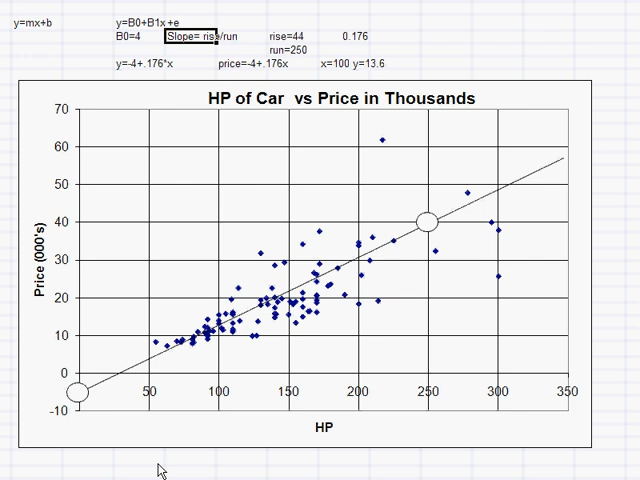 y=mx+b y=B0+B1x+e
B0=4 Slope= rise/run rise=44 0.176
run=250
y=-4+.176*x price=-4+.176x x=100 y=13.6
HP of Car vs Price in Thousands
70
60
50
40
30
20
10
0
-10
Price (000's)
50 100 150 200 250 300 350
HP